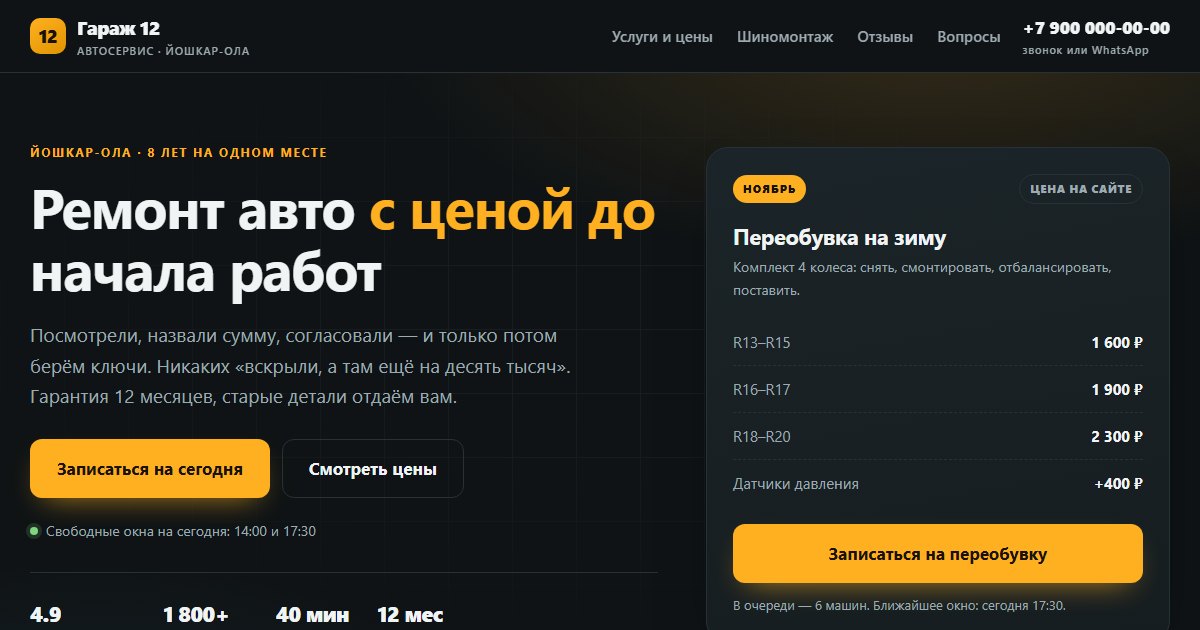 12
Гараж 12
АВТОСЕРВИС · ЙОШКАР-ОЛА
Услуги и цены
Шиномонтаж
Отзывы
Вопросы
+7 900 000-00-00
звонок или WhatsApp
ЙОШКАР-ОЛА · 8 ЛЕТ НА ОДНОМ МЕСТЕ
Ремонт авто с ценой до
начала работ
Посмотрели, назвали сумму, согласовали — и только потом
берём ключи. Никаких «вскрыли, а там ещё на десять тысяч».
Гарантия 12 месяцев, старые детали отдаём вам.
Записаться на сегодня
Смотреть цены
Свободные окна на сегодня: 14:00 и 17:30
4.9
1 800+
40 мин
12 мес
НОЯБРЬ
ЦЕНА НА САЙТЕ
Переобувка на зиму
Комплект 4 колеса: снять, смонтировать, отбалансировать,
поставить.
R13–R15 1 600 ₽
R16–R17 1 900 ₽
R18–R20 2 300 ₽
Датчики давления +400 ₽
Записаться на переобувку
В очереди — 6 машин. Ближайшее окно: сегодня 17:30.